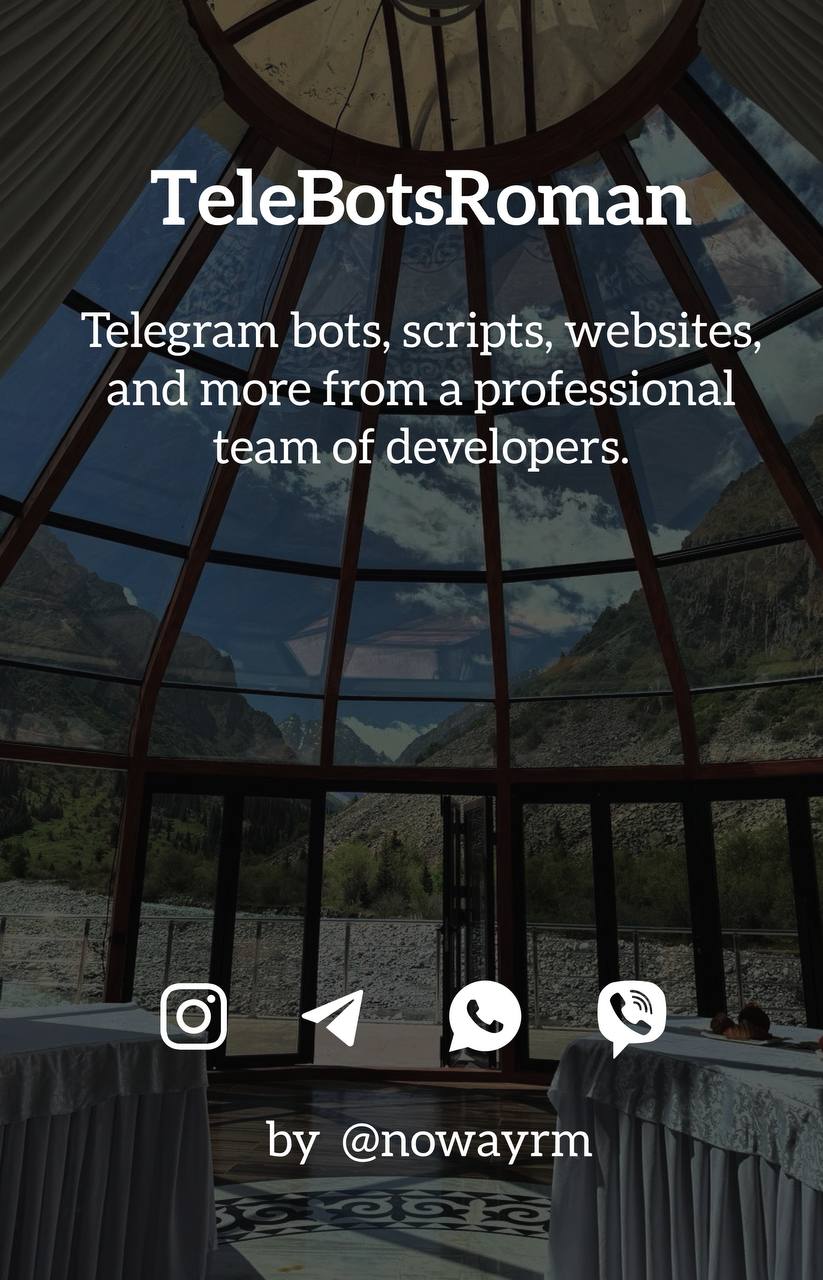 TeleBotsRoman
Telegram bots, scripts, websites,
and more from a professional
team of developers.
by @nowayrm